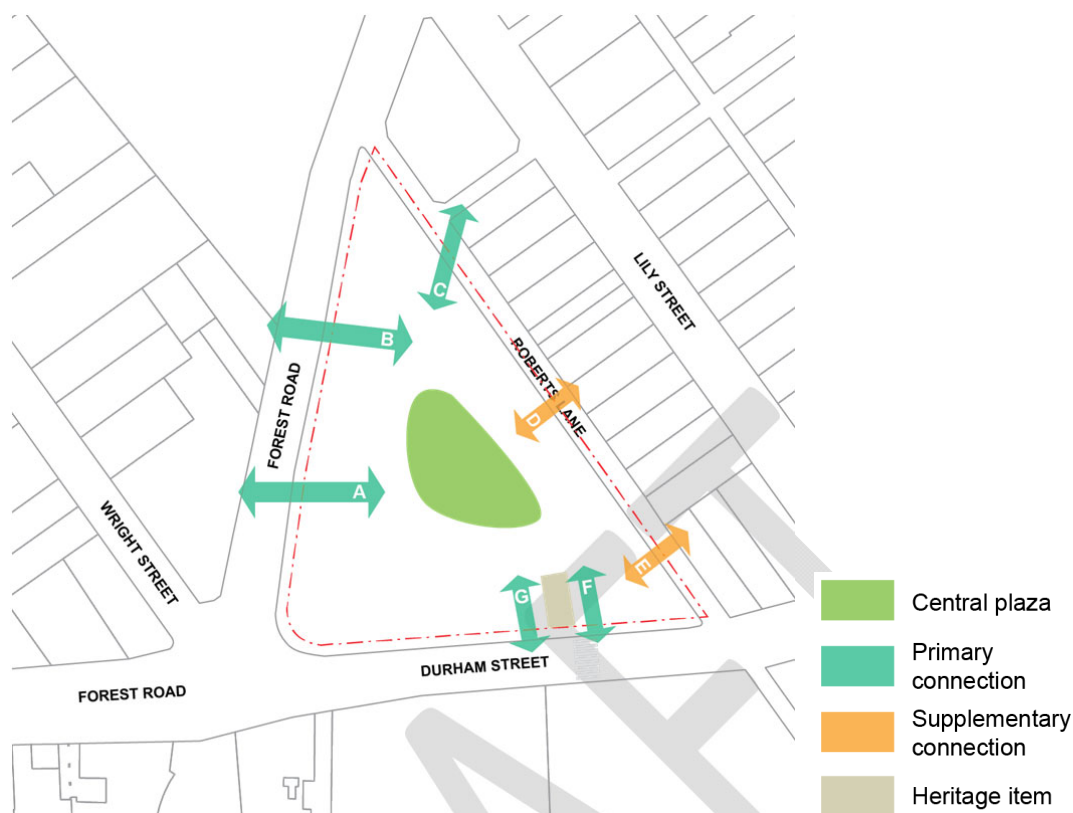 C
LILY STREET
B
ROBERTS LANE
FOREST ROAD
D
A
WRIGHT STREET
E
G
F
DURHAM STREET
FOREST ROAD
Central plaza
Primary
connection
Supplementary
connection
Heritage item